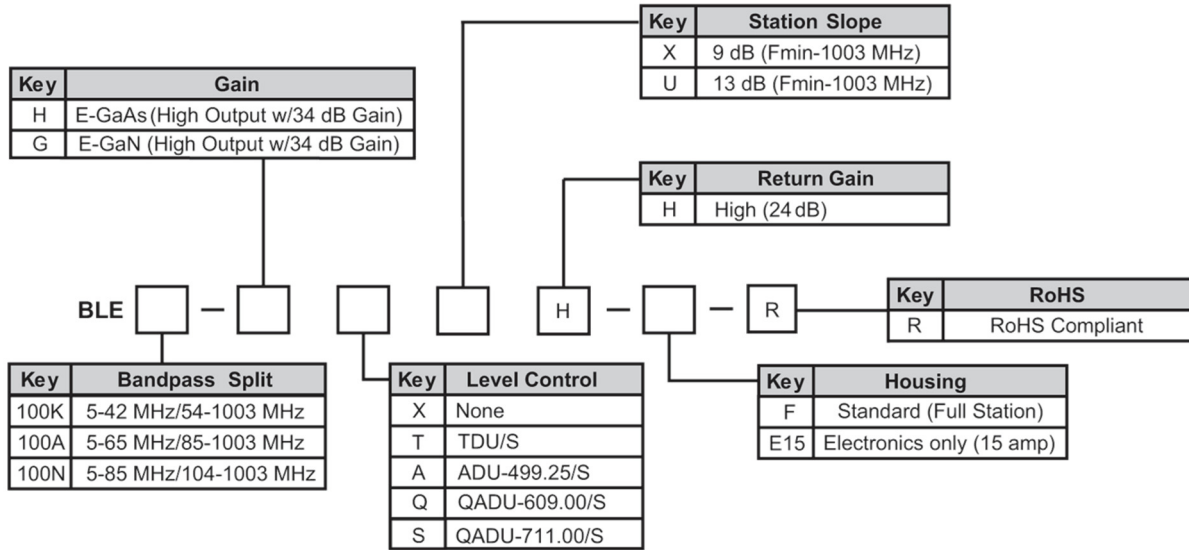 Key Station Slope
X 9 dB (Fmin-1003 MHz)
U 13 dB (Fmin-1003 MHz)
Key Gain
H E-GaAs (High Output w/34 dB Gain)
G E-GaN (High Output w/34 dB Gain)
Key Return Gain
H High (24 dB)
BLE – H – – R
Key RoHS
R RoHS Compliant
Key Bandpass Split
100K 5-42 MHz/54-1003 MHz
100A 5-65 MHz/85-1003 MHz
100N 5-85 MHz/104-1003 MHz
Key Level Control
X None
T TDU/S
A ADU-499.25/S
Q QADU-609.00/S
S QADU-711.00/S
Key Housing
F Standard (Full Station)
E15 Electronics only (15 amp)